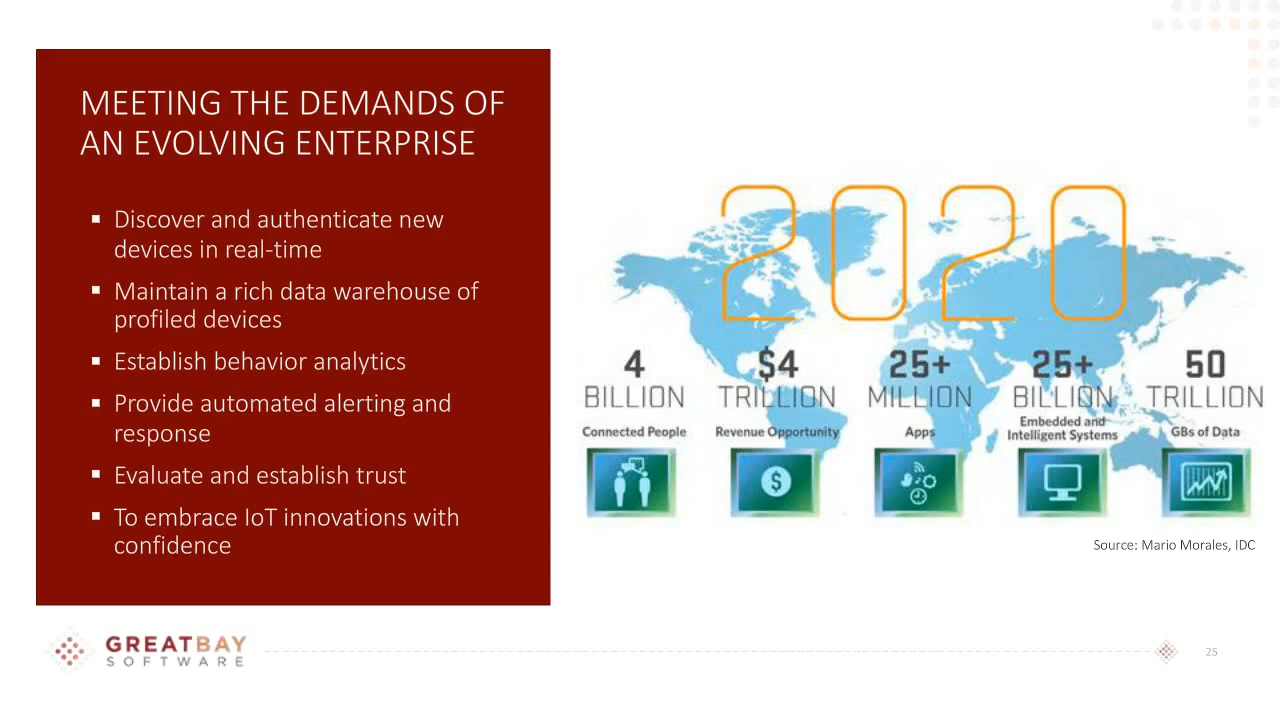 MEETING THE DEMANDS OF
AN EVOLVING ENTERPRISE
▪ Discover and authenticate new
devices in real-time
▪ Maintain a rich data warehouse of
profiled devices
▪ Establish behavior analytics
▪ Provide automated alerting and
response
▪ Evaluate and establish trust
▪ To embrace IoT innovations with
confidence
2020
4
BILLION
Connected People
$4
TRILLION
Revenue Opportunity
25+
MILLION
Apps
25+
BILLION
Embedded and
Intelligent Systems
50
TRILLION
GBs of Data
$
Source: Mario Morales, IDC
GREATBAY
SOFTWARE
25